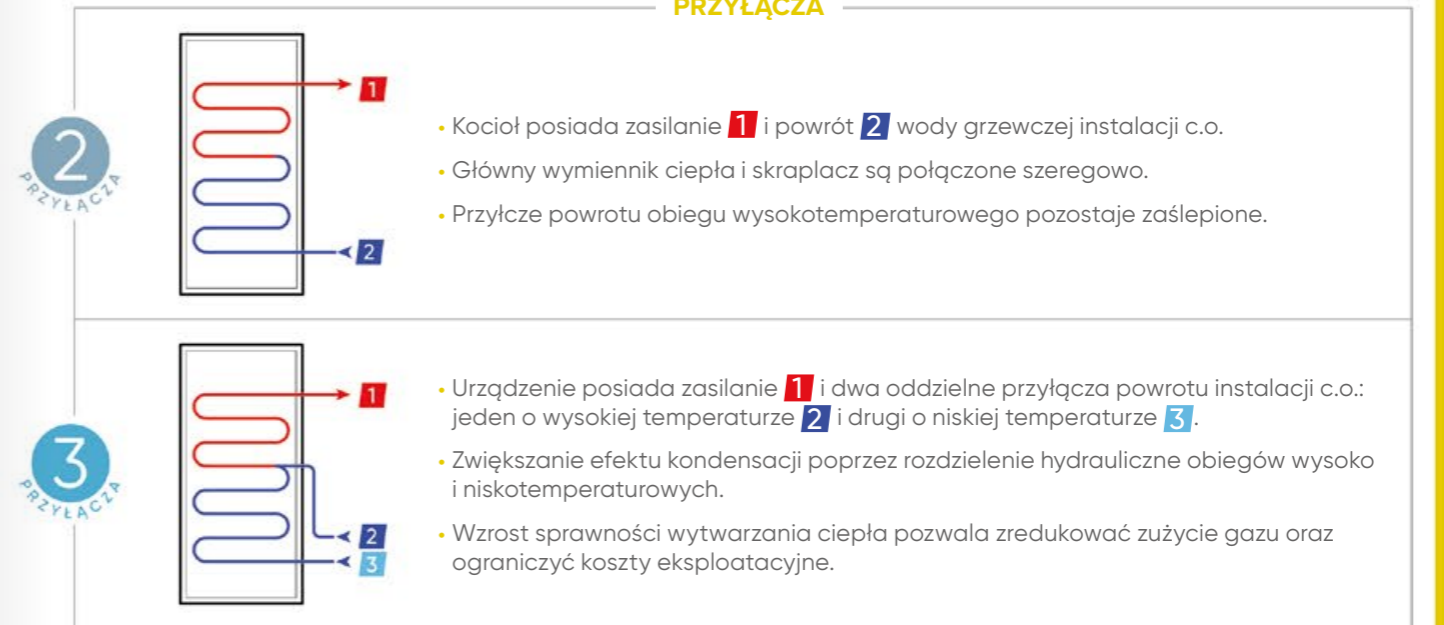 PRZYŁĄCZA
1
• Kocioł posiada zasilanie 1 i powrót 2 wody grzewczej instalacji c.o.
2
PRZYŁĄCZA
• Główny wymiennik ciepła i skraplacz są połączone szeregowo.
• Przyłcze powrotu obiegu wysokotemperaturowego pozostaje zaślepione.
2
1
• Urządzenie posiada zasilanie 1 i dwa oddzielne przyłącza powrotu instalacji c.o.:
jeden o wysokiej temperaturze 2 i drugi o niskiej temperaturze 3.
3
PRZYŁĄCZA
• Zwiększanie efektu kondensacji poprzez rozdzielenie hydrauliczne obiegów wysoko
i niskotemperaturowych.
2
3
• Wzrost sprawności wytwarzania ciepła pozwala zredukować zużycie gazu oraz
ograniczyć koszty eksploatacyjne.